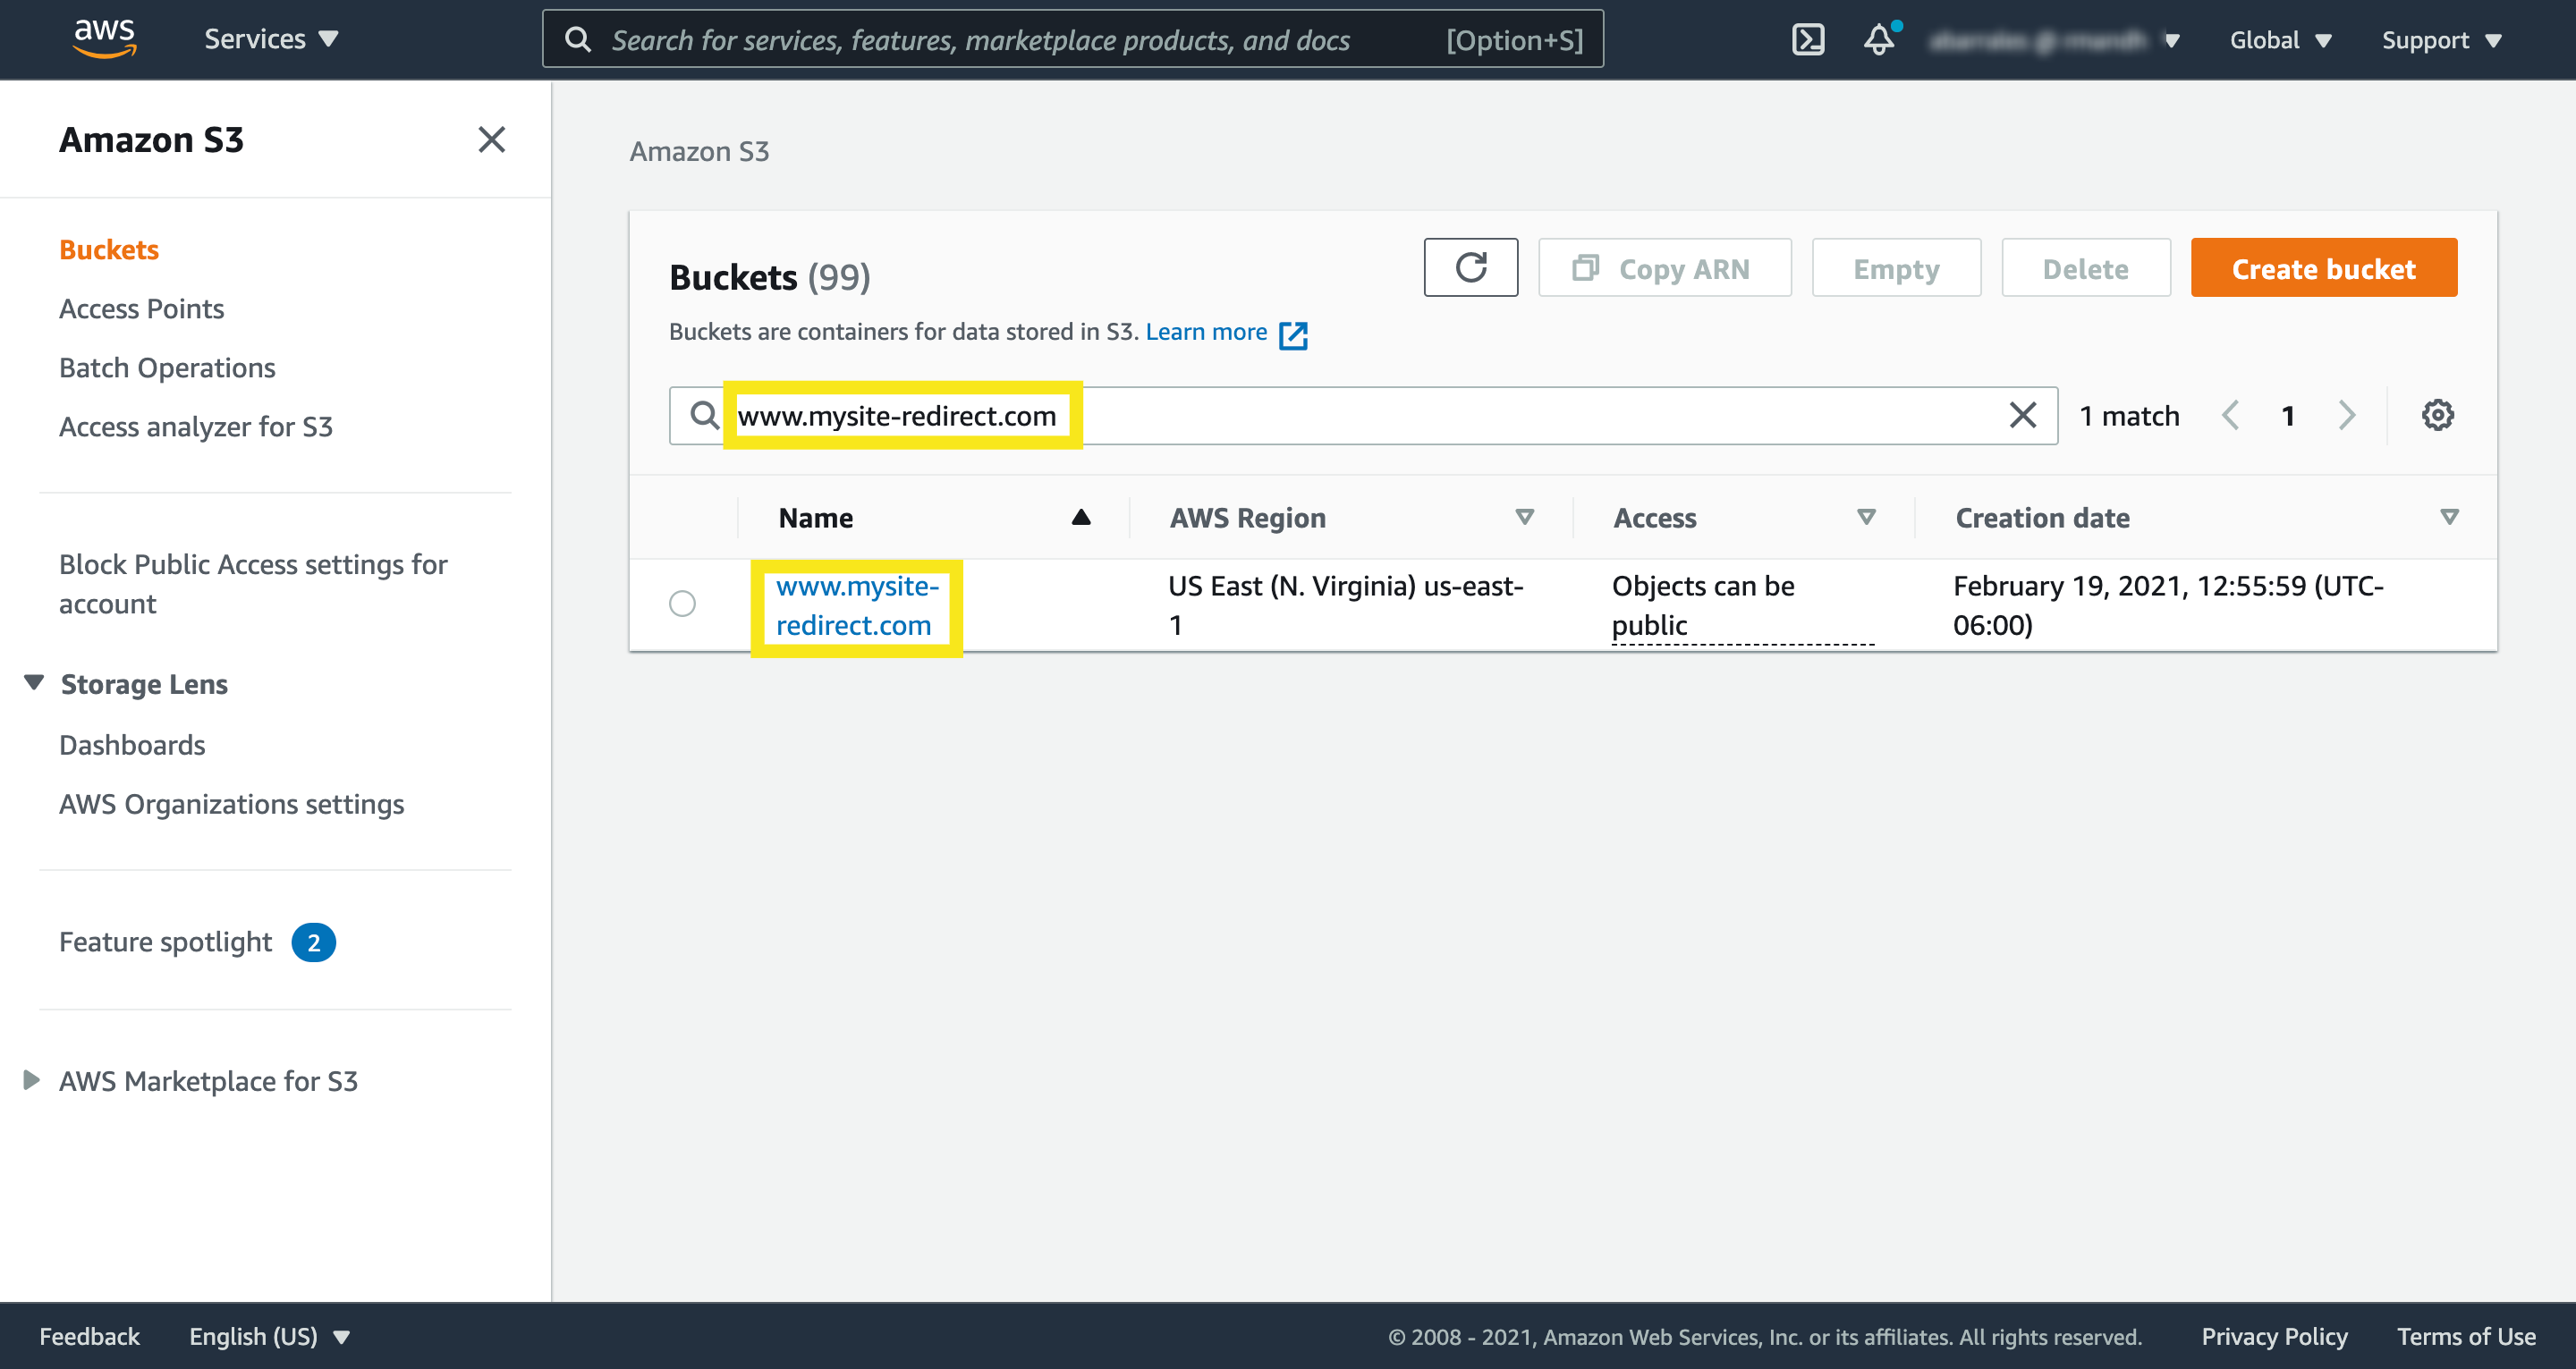 aws
Services
Search for services, features, marketplace products, and docs
[Option+S]
Global
Support
Amazon S3
Buckets
Access Points
Batch Operations
Access analyzer for S3
Block Public Access settings for
account
Storage Lens
Dashboards
AWS Organizations settings
Feature spotlight 2
AWS Marketplace for S3
Amazon S3
Buckets (99)
Copy ARN
Empty
Delete
Create bucket
Buckets are containers for data stored in S3. Learn more
www.mysite-redirect.com
1 match
1
Name
AWS Region
Access
Creation date
www.mysite-
redirect.com
US East (N. Virginia) us-east-
1
Objects can be
public
February 19, 2021, 12:55:59 (UTC-
06:00)
Feedback
English (US)
© 2008 - 2021, Amazon Web Services, Inc. or its affiliates. All rights reserved.
Privacy Policy
Terms of Use